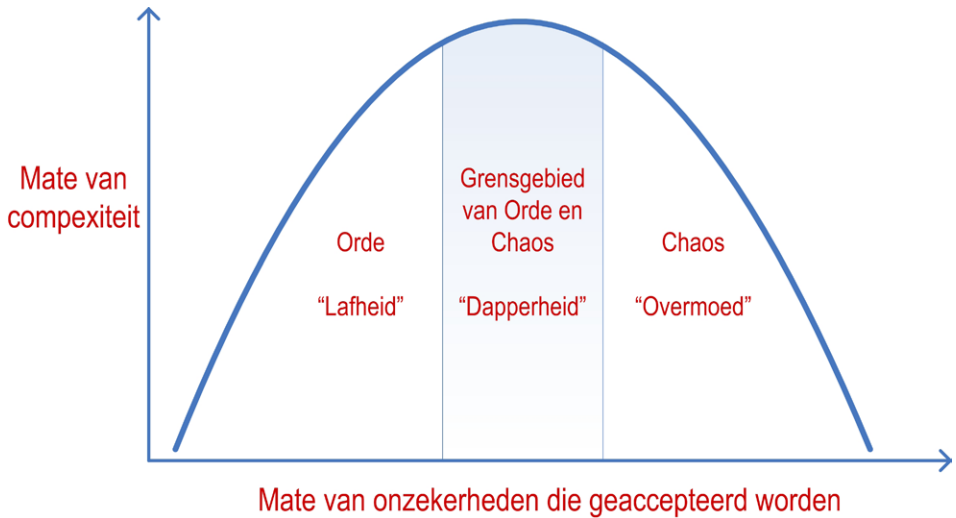 Mate van
compexiteit
Orde
“Lafheid”
Grensgebied
van Orde en
Chaos
“Dapperheid”
Chaos
“Overmoed”
Mate van onzekerheden die geaccepteerd worden